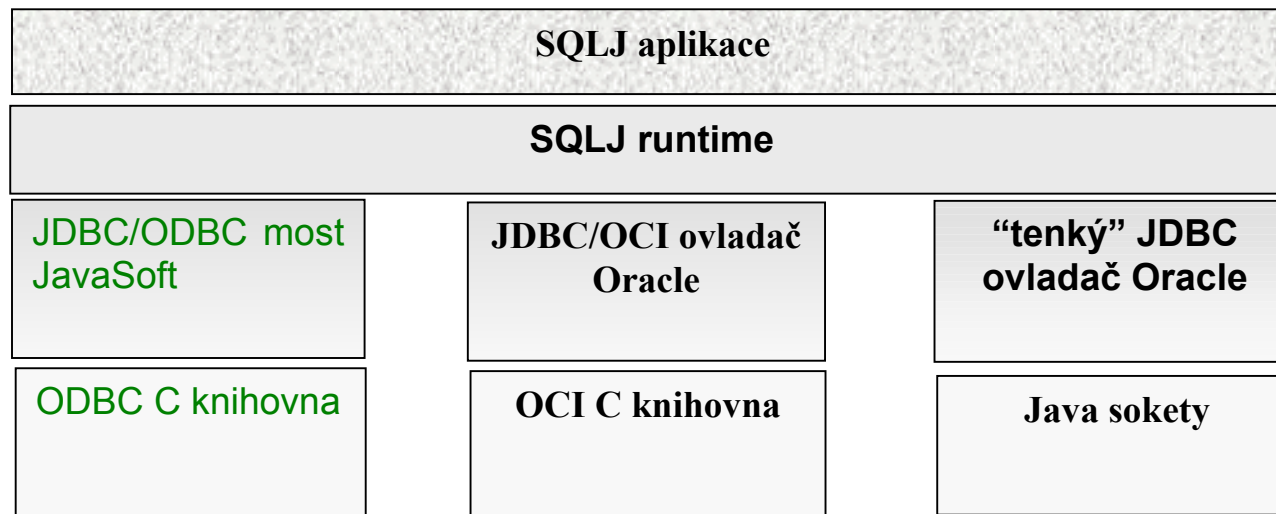 SQLJ aplikace
SQLJ runtime
JDBC/ODBC most
JavaSoft
JDBC/OCI ovladač
Oracle
“tenký” JDBC
ovladač Oracle
ODBC C knihovna
OCI C knihovna
Java sokety